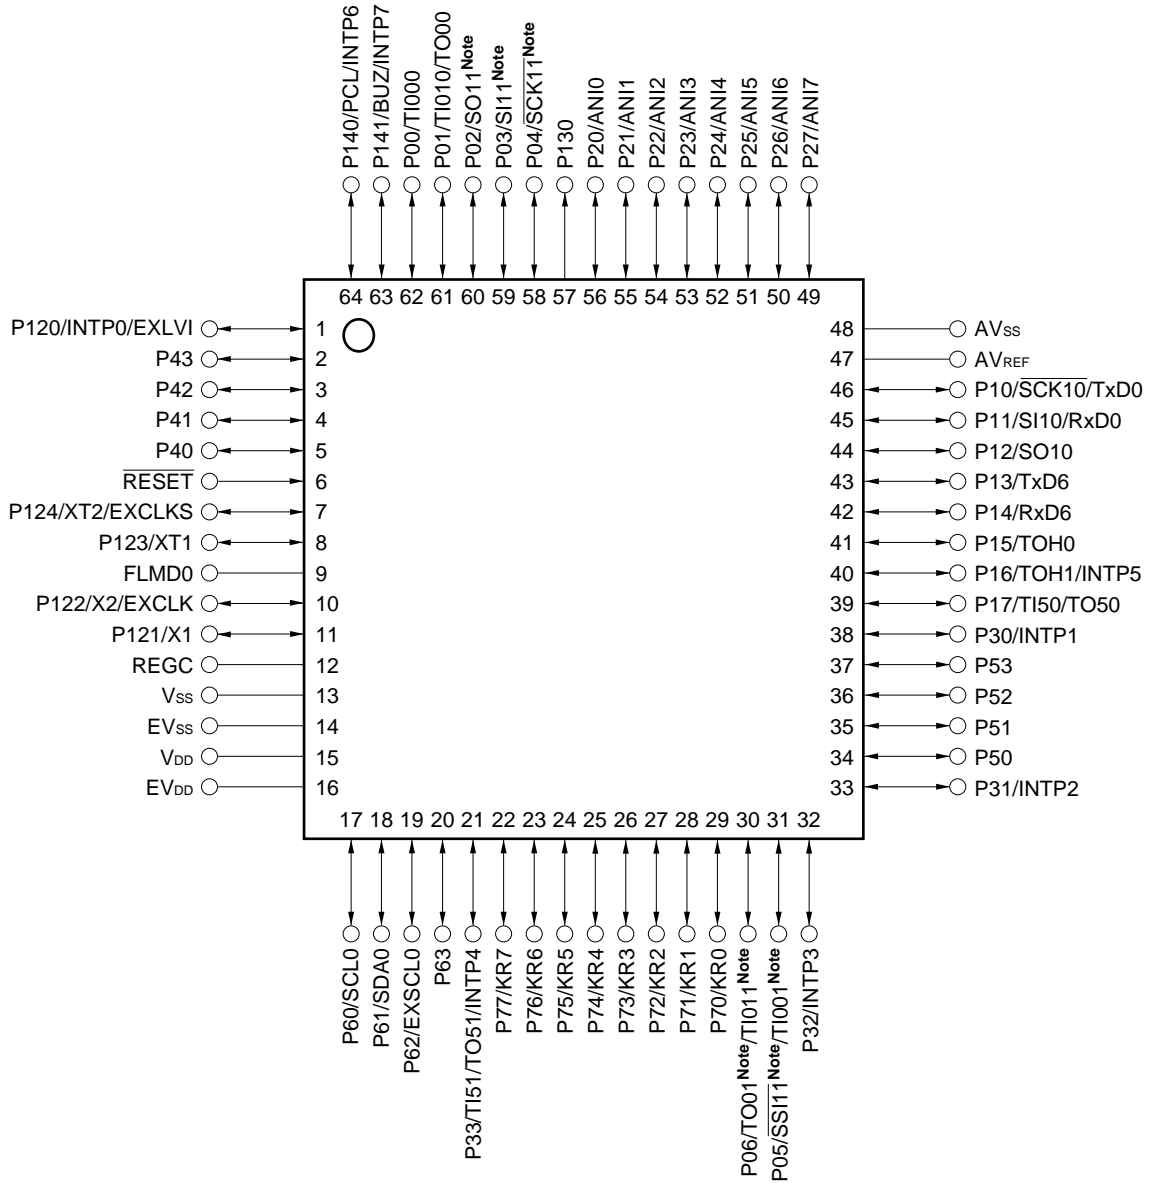 P140/PCL/INTP6
P141/BUZ/INTP7
P00/TI000
P01/TI010/TO00
P02/SO11Note
P03/SI11Note
P04/SCK11Note
P130
P20/ANI0
P21/ANI1
P22/ANI2
P23/ANI3
P24/ANI4
P25/ANI5
P26/ANI6
P27/ANI7
64 63 62 61 60 59 58 57 56 55 54 53 52 51 50 49
P120/INTP0/EXLVI 1
P43 2
P42 3
P41 4
P40 5
RESET 6
P124/XT2/EXCLKS 7
P123/XT1 8
FLMD0 9
P122/X2/EXCLK 10
P121/X1 11
REGC 12
VSS 13
EVSS 14
VDD 15
EVDD 16
48 AVSS
47 AVREF
46 P10/SCK10/TxD0
45 P11/SI10/RxD0
44 P12/SO10
43 P13/TxD6
42 P14/RxD6
41 P15/TOH0
40 P16/TOH1/INTP5
39 P17/TI50/TO50
38 P30/INTP1
37 P53
36 P52
35 P51
34 P50
33 P31/INTP2
17 18 19 20 21 22 23 24 25 26 27 28 29 30 31 32
P60/SCL0
P61/SDA0
P62/EXSCL0
P63
P33/TI51/TO51/INTP4
P77/KR7
P76/KR6
P75/KR5
P74/KR4
P73/KR3
P72/KR2
P71/KR1
P70/KR0
P06/TO01Note/TI011Note
P05/SSI11Note/TI001Note
P32/INTP3